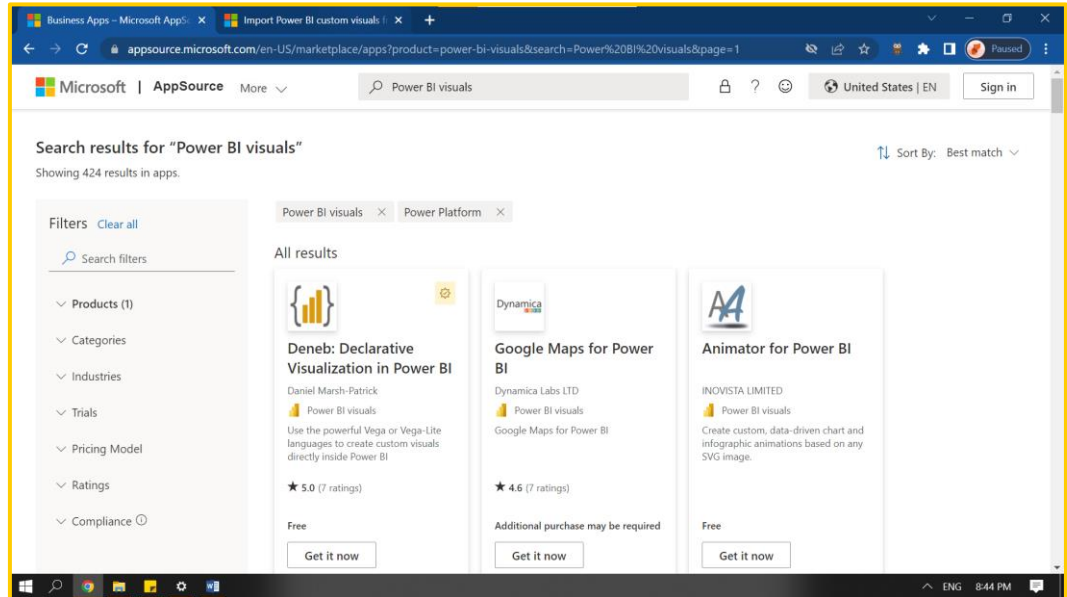 Business Apps – Microsoft AppSo
Import Power BI custom visuals f
appsource.microsoft.com/en-US/marketplace/apps?product=power-bi-visuals&search=Power%20BI%20visuals&page=1
Paused
Microsoft | AppSource More
Power BI visuals
United States | EN
Sign in
Search results for “Power BI visuals”
Showing 424 results in apps.
Sort By: Best match
Filters Clear all
Search filters
Products (1)
Categories
Industries
Trials
Pricing Model
Ratings
Compliance
Power BI visuals
Power Platform
All results
Deneb: Declarative
Visualization in Power BI
Daniel Marsh-Patrick
Power BI visuals
Use the powerful Vega or Vega-Lite
languages to create custom visuals
directly inside Power BI
5.0 (7 ratings)
Free
Get it now
Dynamica
labs
Google Maps for Power
BI
Dynamica Labs LTD
Power BI visuals
Google Maps for Power BI
4.6 (7 ratings)
Additional purchase may be required
Get it now
Animator for Power BI
INOVISTA LIMITED
Power BI visuals
Create custom, data-driven chart and
infographic animations based on any
SVG image.
Free
Get it now
ENG 8:44 PM